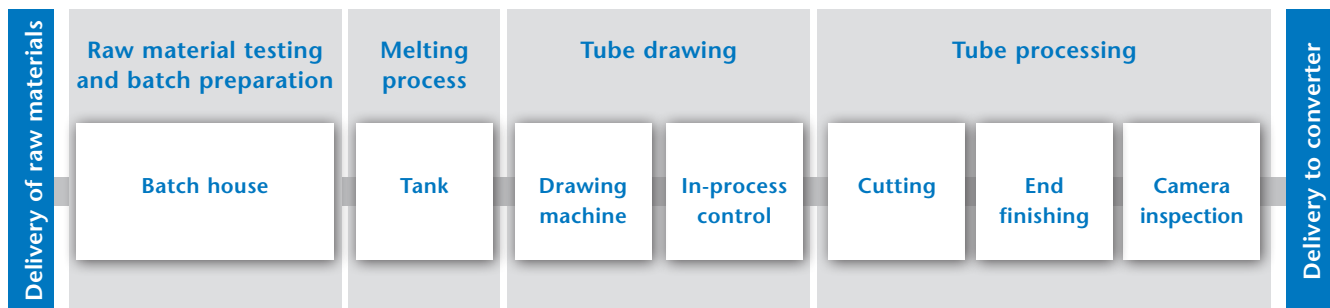 Delivery of raw materials
Raw material testing
and batch preparation
Batch house
Melting
process
Tank
Tube drawing
Drawing
machine
In-process
control
Tube processing
Cutting
End
finishing
Camera
inspection
Delivery to converter